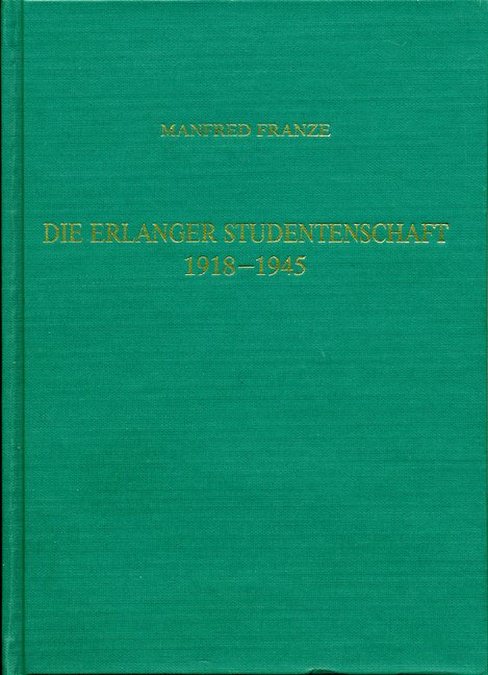 MANFRED FRANZE
DIE ERLANGER STUDENTENSCHAFT
1918–1945